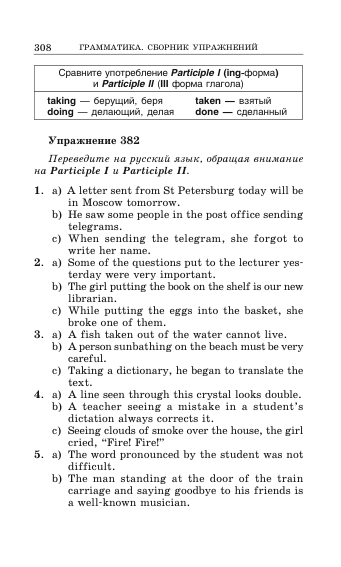 308 ГРАММАТИКА. СБОРНИК УПРАЖНЕНИЙ
Сравните употребление Participle I (ing-форма)
и Participle II (III форма глагола)
taking — берущий, беря taken — взятый
doing — делающий, делая done — сделанный
Упражнение 382
Переведите на русский язык, обращая внимание
на Participle I и Participle II.
1. a) A letter sent from St Petersburg today will be
in Moscow tomorrow.
b) He saw some people in the post office sending
telegrams.
c) When sending the telegram, she forgot to
write her name.
2. a) Some of the questions put to the lecturer yes-
terday were very important.
b) The girl putting the book on the shelf is our new
librarian.
c) While putting the eggs into the basket, she
broke one of them.
3. a) A fish taken out of the water cannot live.
b) A person sunbathing on the beach must be very
careful.
c) Taking a dictionary, he began to translate the
text.
4. a) A line seen through this crystal looks double.
b) A teacher seeing a mistake in a student's
dictation always corrects it.
c) Seeing clouds of smoke over the house, the girl
cried, “Fire! Fire!”
5. a) The word pronounced by the student was not
difficult.
b) The man standing at the door of the train
carriage and saying goodbye to his friends is
a well-known musician.